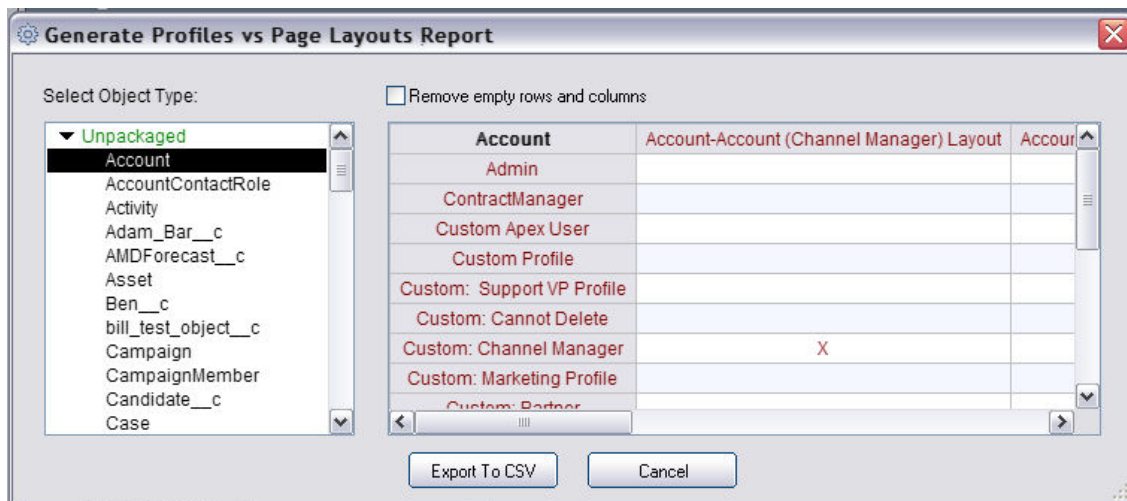 Generate Profiles vs Page Layouts Report
Select Object Type:
Remove empty rows and columns
Unpackaged
Account
AccountContactRole
Activity
Adam_Bar__c
AMDForecast__c
Asset
Ben__c
bill_test_object__c
Campaign
CampaignMember
Candidate__c
Case
Account Account-Account (Channel Manager) Layout Accour
Admin
ContractManager
Custom Apex User
Custom Profile
Custom:  Support VP Profile
Custom: Cannot Delete
Custom: Channel Manager X
Custom: Marketing Profile
Custom: Partner
Export To CSV Cancel